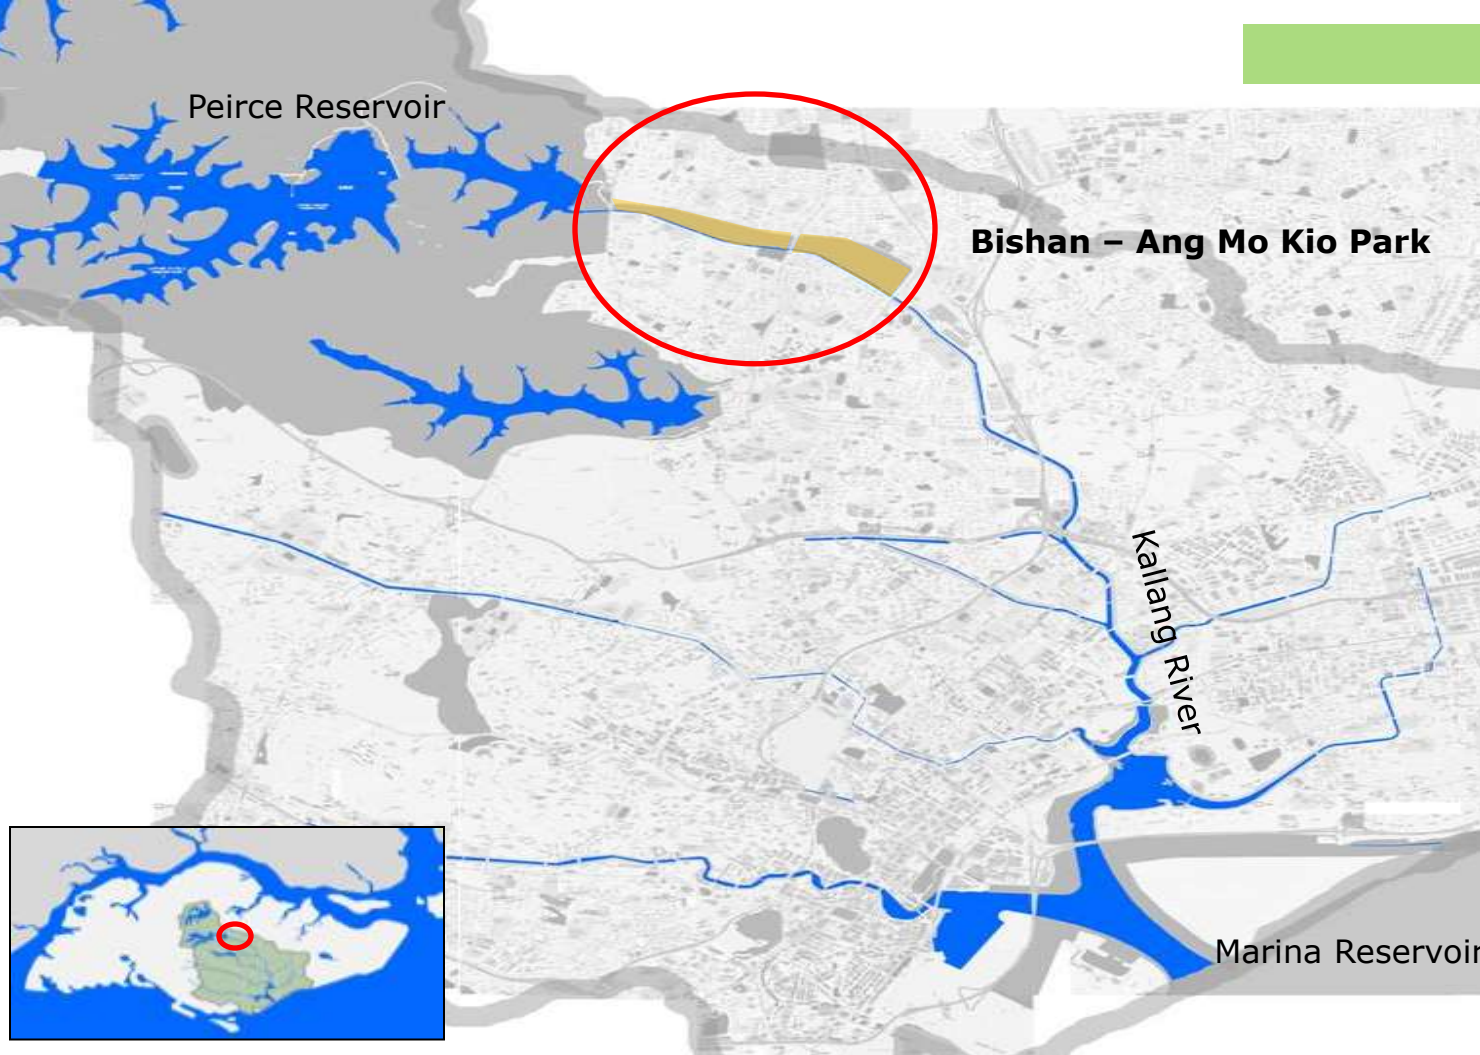 Peirce Reservoir
Bishan – Ang Mo Kio Park
Kallang River
Marina Reservoir